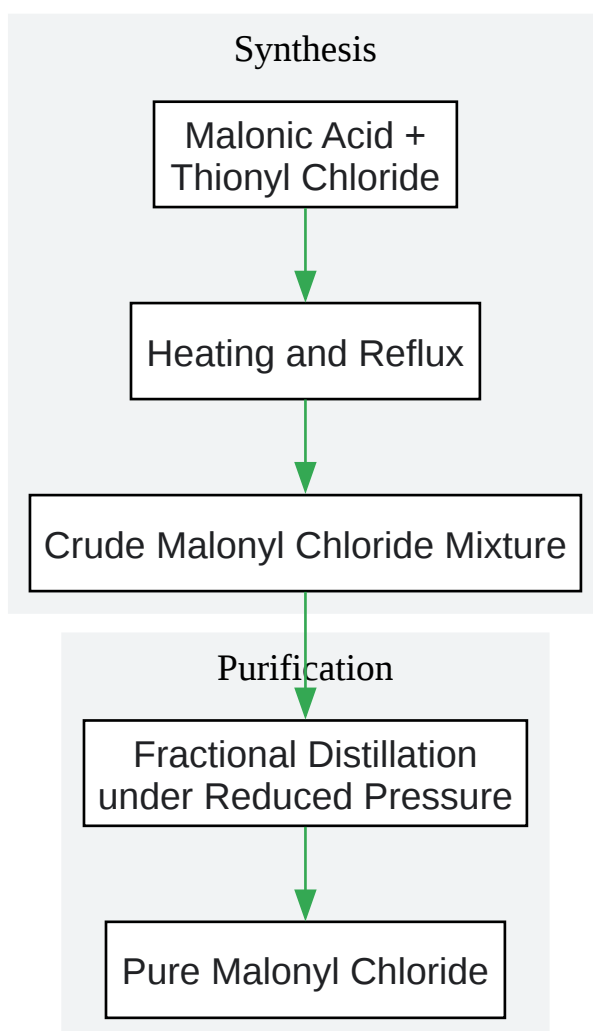 Synthesis
Malonic Acid +
Thionyl Chloride
Heating and Reflux
Crude Malonyl Chloride Mixture
Purification
Fractional Distillation
under Reduced Pressure
Pure Malonyl Chloride